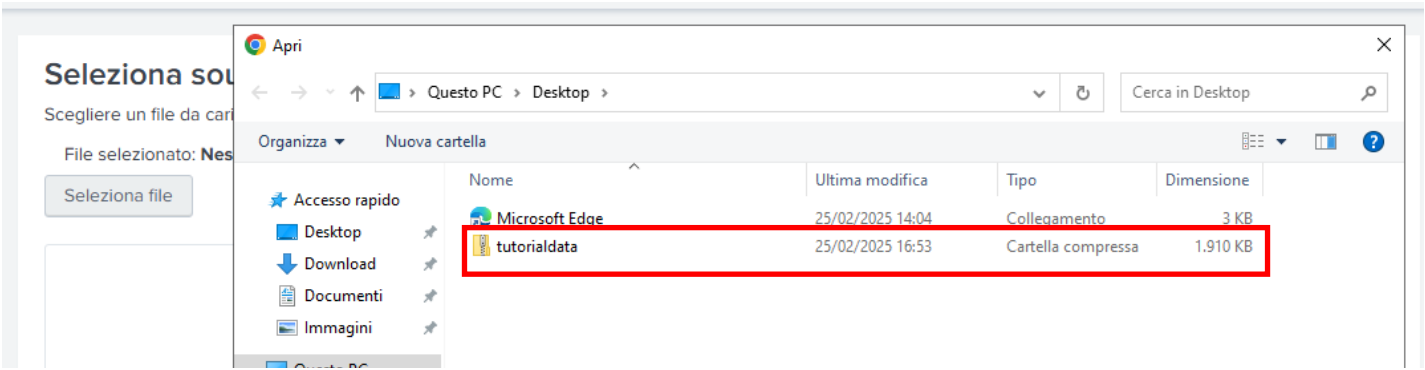 Apri
Seleziona sou
Scegliere un file da cari
File selezionato: Nes
Seleziona file
Questo PC > Desktop >
Cerca in Desktop
Organizza
Nuova cartella
Nome Ultima modifica Tipo Dimensione
Accesso rapido
Desktop
Download
Documenti
Immagini
Questo PC
Microsoft Edge 25/02/2025 14:04 Collegamento 3 KB
tutorialdata 25/02/2025 16:53 Cartella compressa 1.910 KB